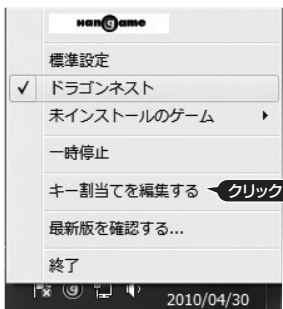 Hangame
標準設定
✓ ドラゴンネスト
未インストールのゲーム
一時停止
キー割当てを編集する クリック
最新版を確認する...
終了
2010/04/30